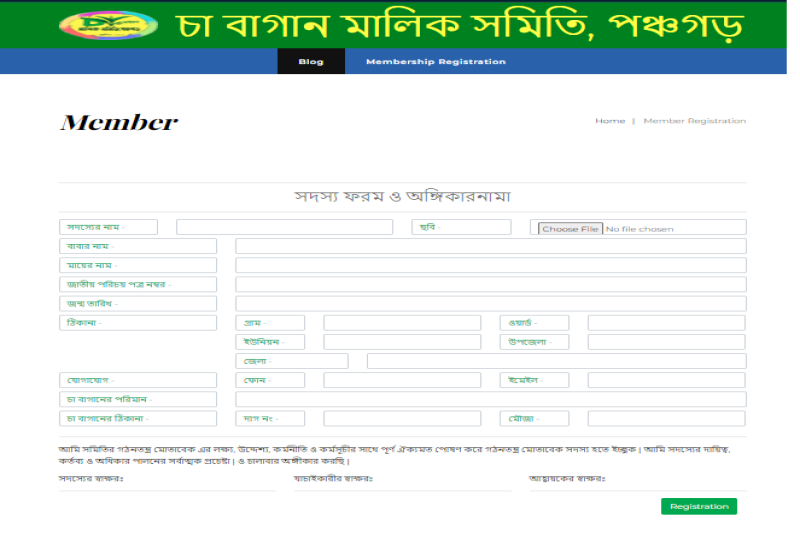 চা বাগান মালিক সমিতি, পঞ্চগড়
Blog Membership Registration
Member
Home | Member Registration
সদস্য ফরম ও অঙ্গিকারনামা
সদস্যের নাম - ছবি - Choose File No file chosen
বাবার নাম -
মায়ের নাম -
জাতীয় পরিচয় পত্র নম্বর -
জন্ম তারিখ -
ঠিকানা - গ্রাম - ওয়ার্ড -
ইউনিয়ন - উপজেলা -
জেলা -
যোগাযোগ - ফোন - ইমেইল -
চা বাগানের পরিমান -
চা বাগানের ঠিকানা - দাগ নং - মৌজা -
আমি সমিতির গঠনতন্ত্র মোতাবেক এর লক্ষ্য, উদ্দেশ্য, কর্মনীতি ও কর্মসূচীর সাথে পূর্ণ ঐক্যমত পোষণ করে গঠনতন্ত্র মোতাবেক সদস্য হতে ইচ্ছুক | আমি সদস্যের দায়িত্ব,
কর্তব্য ও অধিকার পালনের সর্বাত্মক প্রচেষ্টা | ও চালাবার অঙ্গীকার করছি |
সদস্যের স্বাক্ষরঃ যাচাইকারীর স্বাক্ষরঃ আহ্বায়কের স্বাক্ষরঃ
Registration